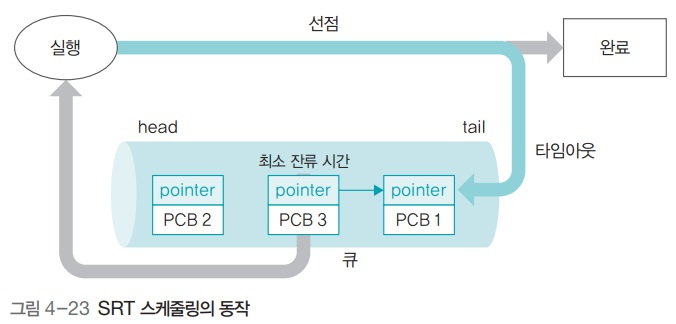 선점
실행
완료
head
tail
타임아웃
최소 잔류 시간
pointer
pointer
pointer
PCB 2
PCB 3
PCB 1
큐
그림 4-23 SRT 스케줄링의 동작